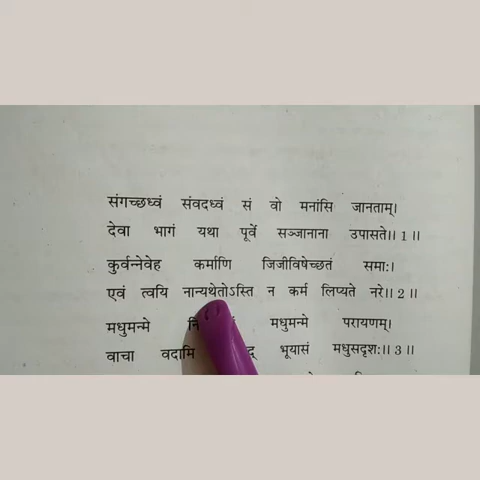 संगच्छध्वं संवदध्वं सं वो मनांसि जानताम्।
देवा भागं यथा पूर्वे सञ्जानाना उपासते।। 1 ।।
कुर्वन्नेवेह कर्माणि जिजीविषेच्छतं समाः।
एवं त्वयि नान्यथेतोऽस्ति न कर्म लिप्यते नरे।। 2 ।।
मधुमन्मे मधुमन्मे परायणम्।
वाचा वदामि भूयासं मधुसदृशः।। 3 ।।